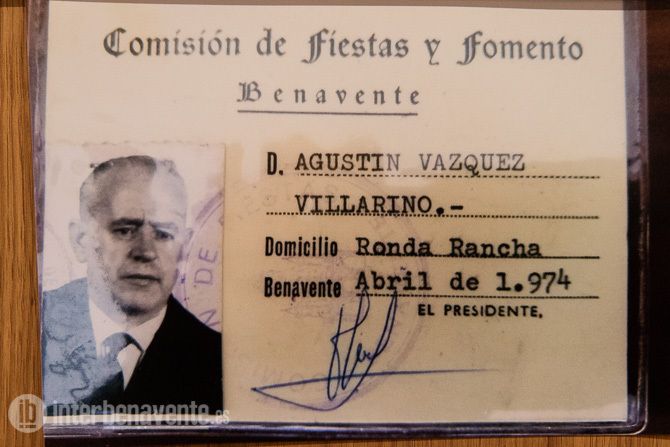 Comisión de Fiestas y Fomento
Benavente
D. AGUSTIN VAZQUEZ
VILLARINO.-
Domicilio Ronda Rancha
Benavente Abril de 1.974
EL PRESIDENTE,
ib interbenavente.es